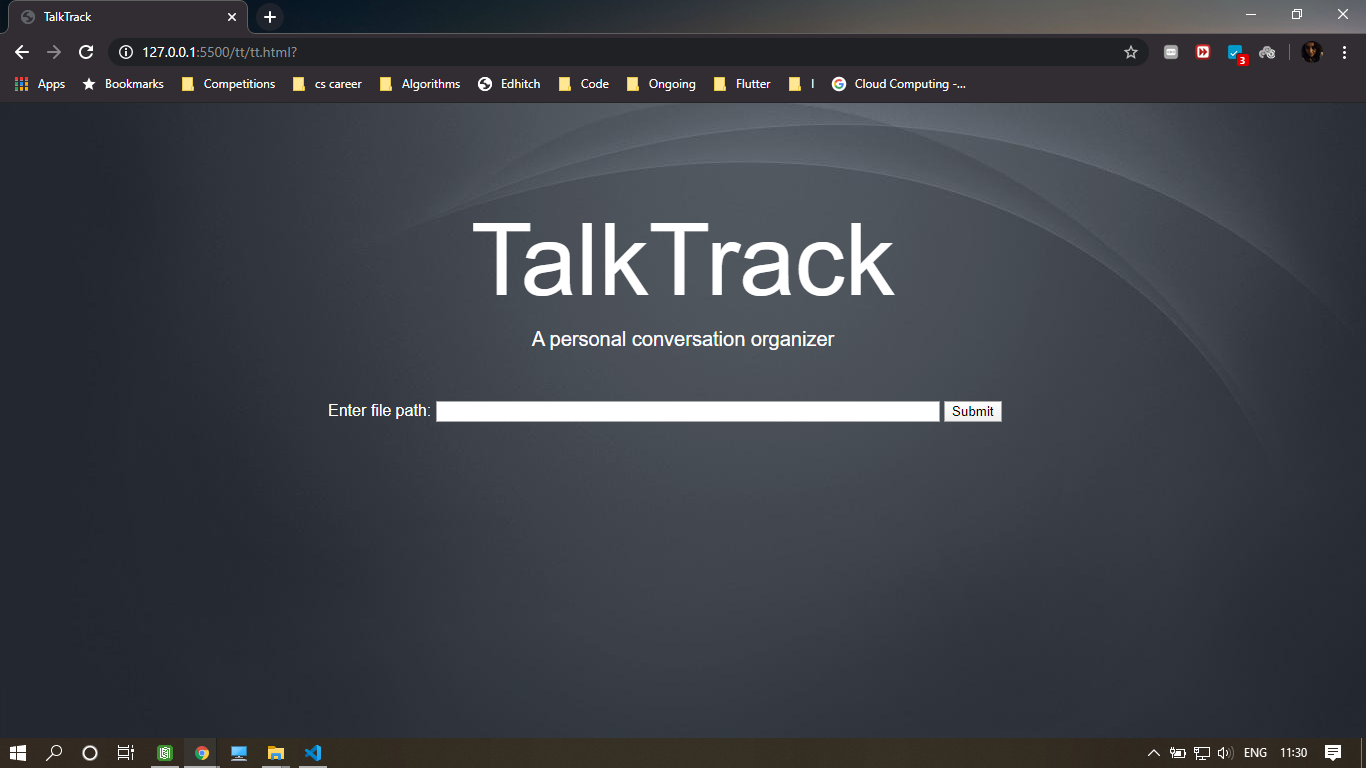 TalkTrack
127.0.0.1:5500/tt/tt.html?
3
Apps Bookmarks Competitions cs career Algorithms Edhitch Code Ongoing Flutter I Cloud Computing -...
TalkTrack
A personal conversation organizer
Enter file path: Submit
ENG 11:30